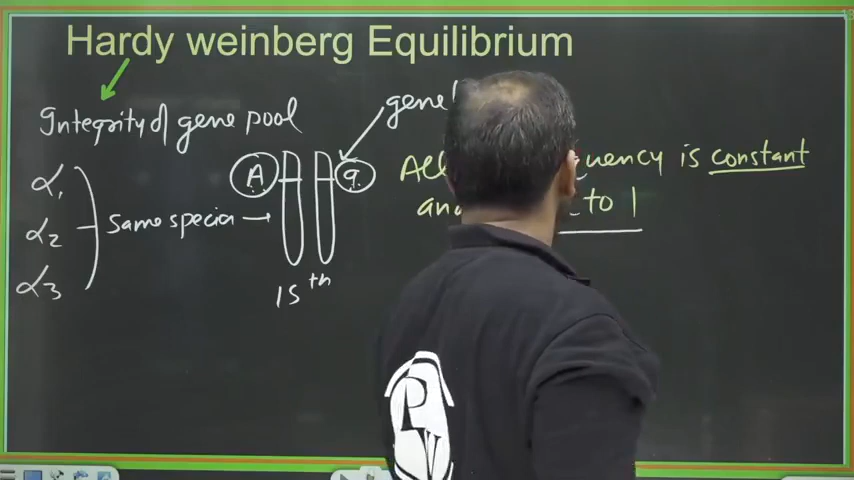 Hardy weinberg Equilibrium
Integrity of gene pool
gene
A
a
All uency is constant
and to 1
α1
α2
α3
Same specie
15th
PW